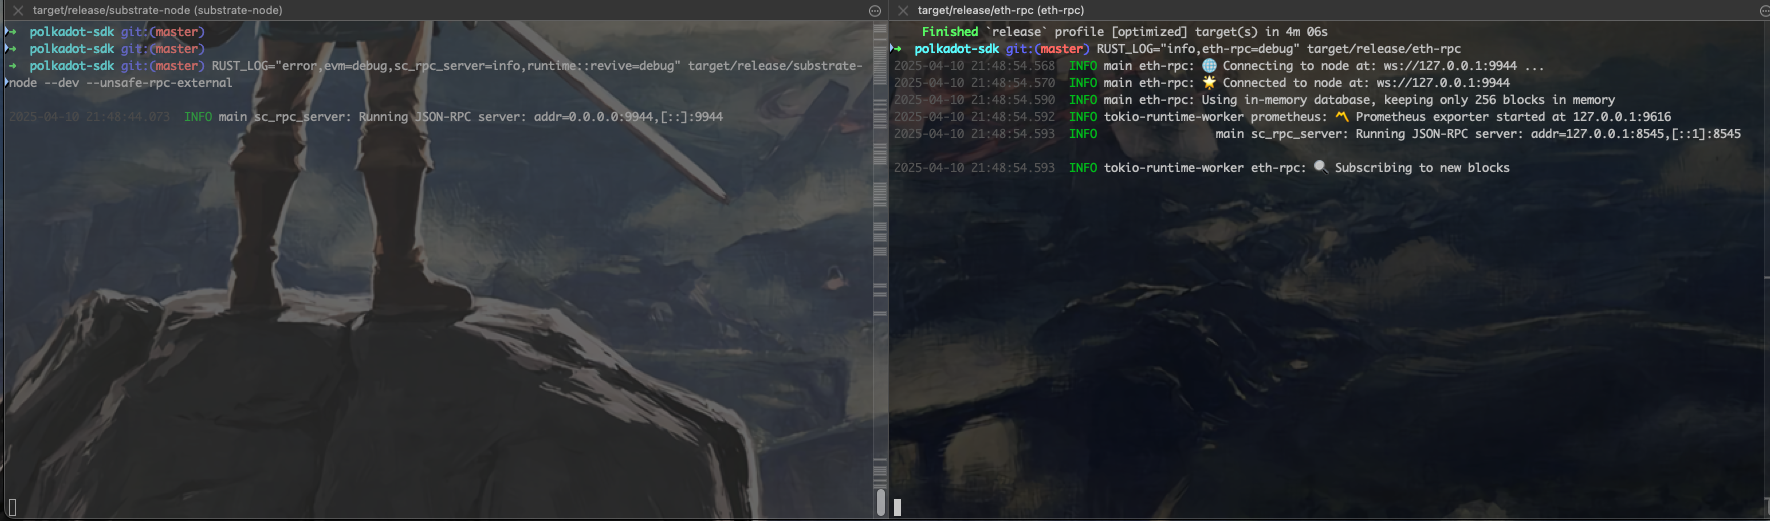 target/release/substrate-node (substrate-node)
polkadot-sdk git:(master)
polkadot-sdk git:(master)
polkadot-sdk git:(master) RUST_LOG="error,evm=debug,sc_rpc_server=info,runtime::revive=debug" target/release/substrate-
node --dev --unsafe-rpc-external
2025-04-10 21:48:44.073 INFO main sc_rpc_server: Running JSON-RPC server: addr=0.0.0.0:9944,[::]:9944
target/release/eth-rpc (eth-rpc)
Finished `release` profile [optimized] target(s) in 4m 06s
polkadot-sdk git:(master) RUST_LOG="info,eth-rpc=debug" target/release/eth-rpc
2025-04-10 21:48:54.568 INFO main eth-rpc: 🌐 Connecting to node at: ws://127.0.0.1:9944 ...
2025-04-10 21:48:54.570 INFO main eth-rpc: 🌟 Connected to node at: ws://127.0.0.1:9944
2025-04-10 21:48:54.590 INFO main eth-rpc: Using in-memory database, keeping only 256 blocks in memory
2025-04-10 21:48:54.592 INFO tokio-runtime-worker prometheus: 〽️ Prometheus exporter started at 127.0.0.1:9616
2025-04-10 21:48:54.593 INFO main sc_rpc_server: Running JSON-RPC server: addr=127.0.0.1:8545,[::1]:8545
2025-04-10 21:48:54.593 INFO tokio-runtime-worker eth-rpc: 🔍 Subscribing to new blocks